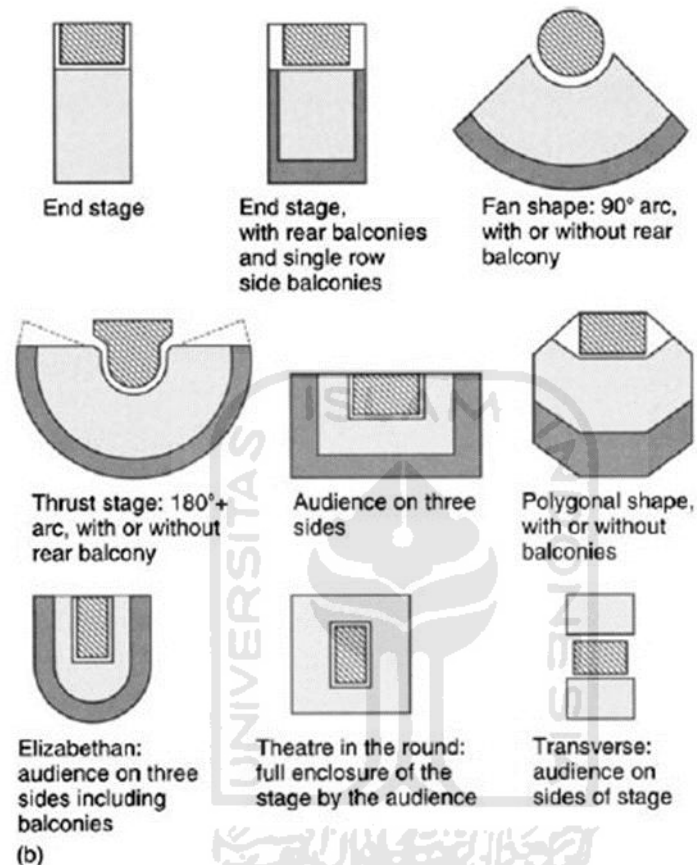 End stage
End stage,
with rear balconies
and single row
side balconies
Fan shape: 90° arc,
with or without rear
balcony
Thrust stage: 180°+
arc, with or without
rear balcony
Audience on three
sides
Polygonal shape,
with or without
balconies
Elizabethan:
audience on three
sides including
balconies
Theatre in the round:
full enclosure of the
stage by the audience
Transverse:
audience on
sides of stage
(b)
UNIVERSITAS
ISLAM
INDONESIA